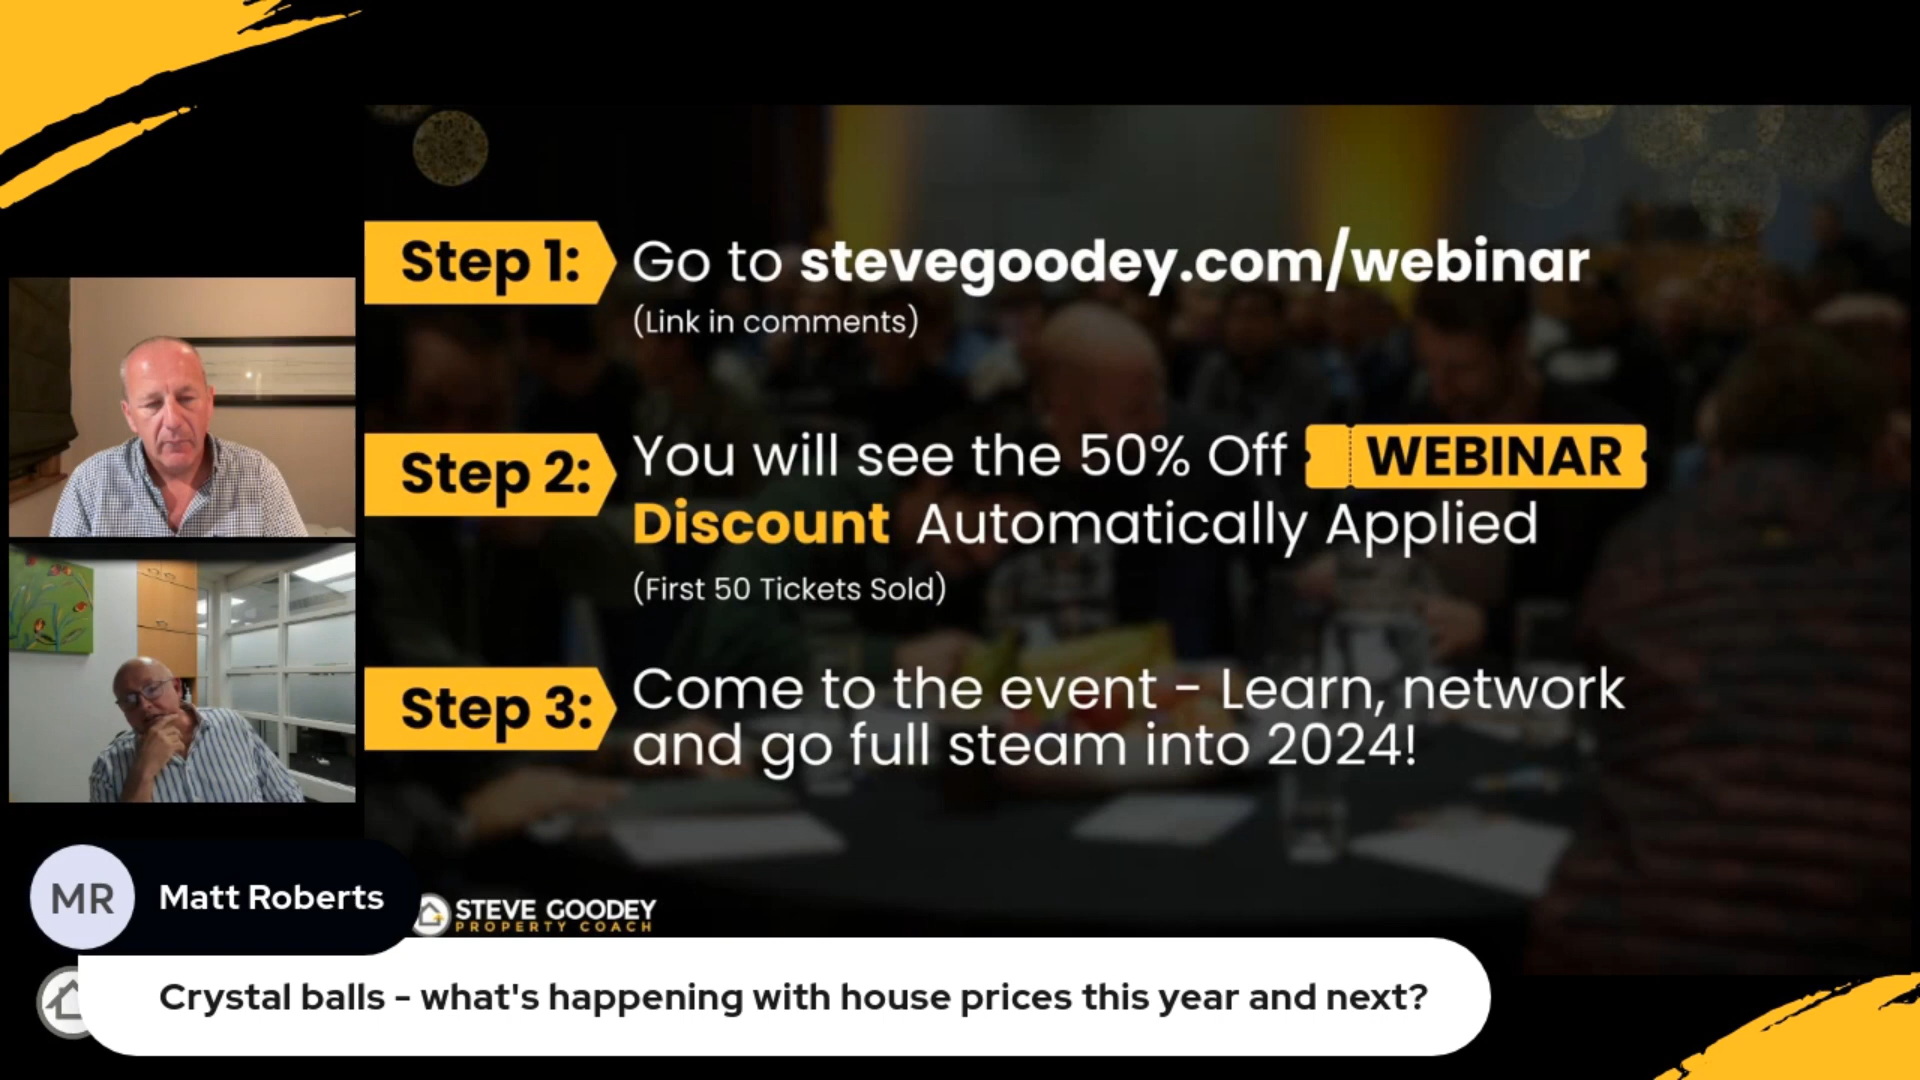 Step 1:
Go to stevegoodey.com/webinar
(Link in comments)
Step 2:
You will see the 50% Off WEBINAR
Discount Automatically Applied
(First 50 Tickets Sold)
Step 3:
Come to the event - Learn, network
and go full steam into 2024!
STEVE GOODEY
PROPERTY COACH
MR
Matt Roberts
Crystal balls - what's happening with house prices this year and next?